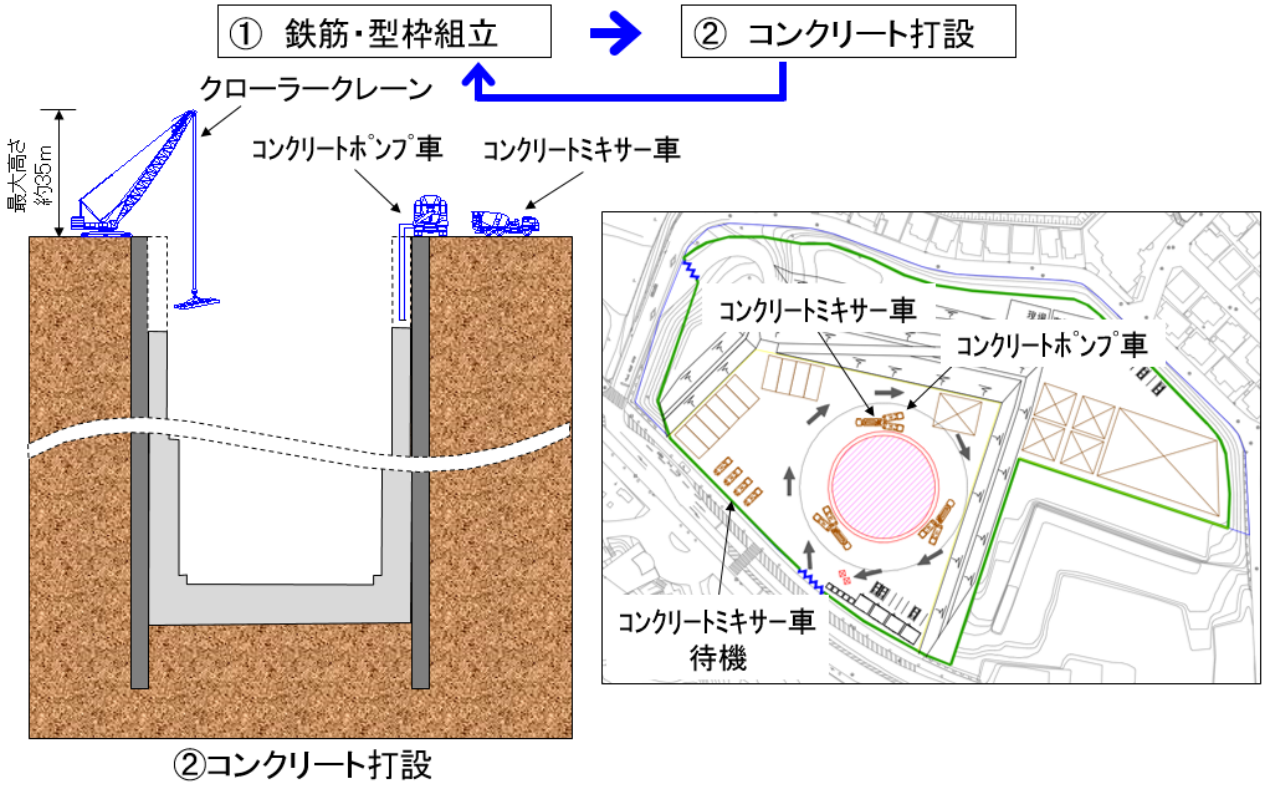 ① 鉄筋・型枠組立
② コンクリート打設
クローラークレーン
最大高さ
約35m
コンクリートポンプ車
コンクリートミキサー車
コンクリートミキサー車
コンクリートポンプ車
コンクリートミキサー車
待機
②コンクリート打設